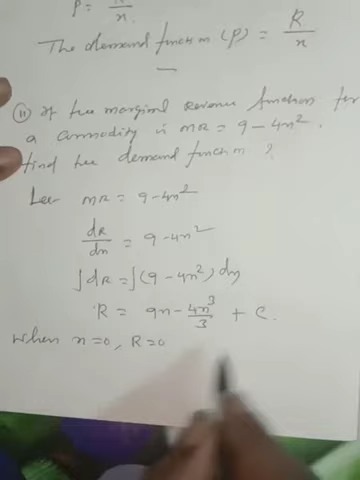 p = R/x.
The demand function (p) = R/x
(11) If the marginal Revenue function for
a commodity is MR = 9 - 4x².
find the demand function?
Let MR = 9 - 4x²
dR/dx = 9 - 4x²
∫dR = ∫(9 - 4x²) dx
R = 9x - 4x³/3 + c.
When x = 0, R = 0